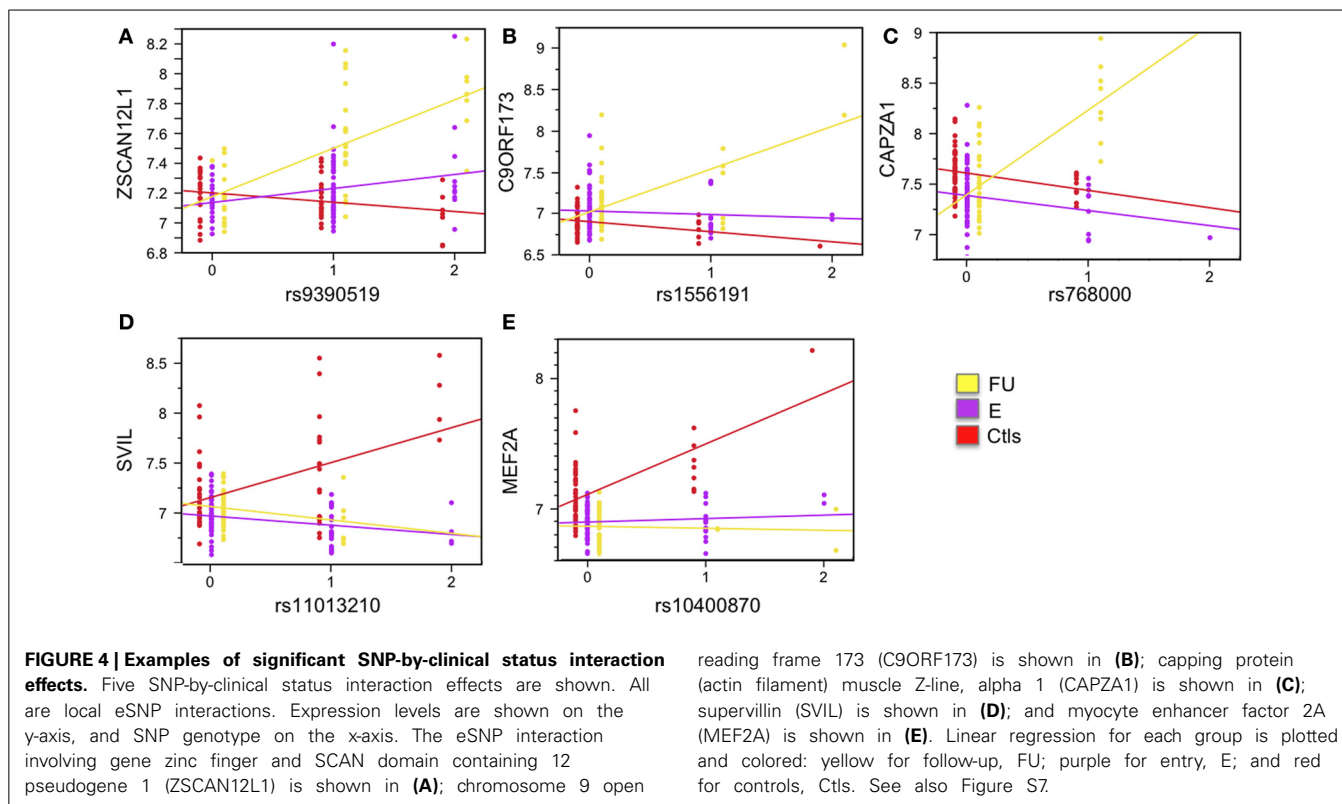 A
ZSCAN12L1
8.2
8
7.8
7.6
7.4
7.2
7
6.8
0 1 2
rs9390519
B
C9ORF173
9
8.5
8
7.5
7
6.5
0 1 2
rs1556191
C
CAPZA1
9
8.5
8
7.5
7
0 1 2
rs768000
D
SVIL
8.5
8
7.5
7
0 1 2
rs11013210
E
MEF2A
8
7
0 1 2
rs10400870
FU
E
Ctls
FIGURE 4 | Examples of significant SNP-by-clinical status interaction
effects. Five SNP-by-clinical status interaction effects are shown. All
are local eSNP interactions. Expression levels are shown on the
y-axis, and SNP genotype on the x-axis. The eSNP interaction
involving gene zinc finger and SCAN domain containing 12
pseudogene 1 (ZSCAN12L1) is shown in (A); chromosome 9 open
reading frame 173 (C9ORF173) is shown in (B); capping protein
(actin filament) muscle Z-line, alpha 1 (CAPZA1) is shown in (C);
supervillin (SVIL) is shown in (D); and myocyte enhancer factor 2A
(MEF2A) is shown in (E). Linear regression for each group is plotted
and colored: yellow for follow-up, FU; purple for entry, E; and red
for controls, Ctls. See also Figure S7.